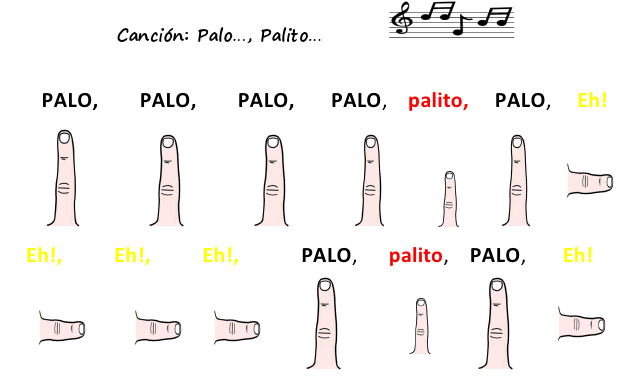 Canción: Palo..., Palito...
PALO, PALO, PALO, PALO, palito, PALO, Eh!
Eh!, Eh!, Eh!, PALO, palito, PALO, Eh!